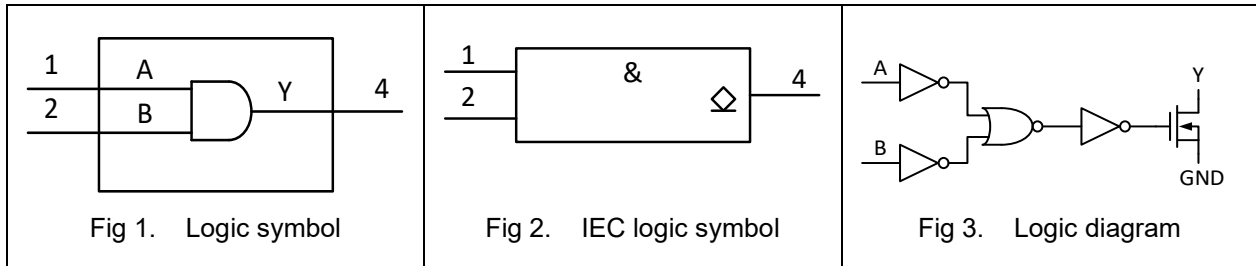 1
A
2
B
Y
4
Fig 1. Logic symbol
1
2
&
4
Fig 2. IEC logic symbol
A
B
Y
GND
Fig 3. Logic diagram